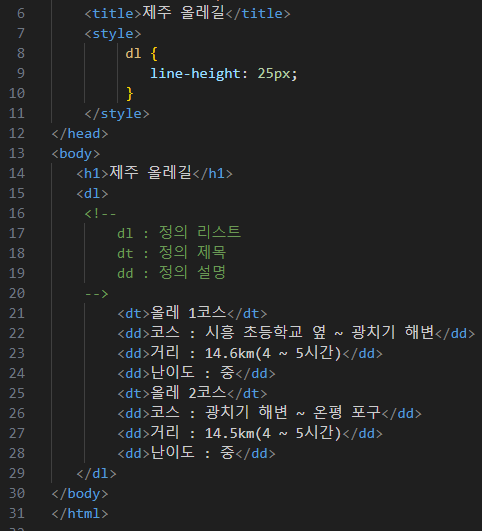 6 <title>제주 올레길</title>
7 <style>
8 dl {
9 line-height: 25px;
10 }
11 </style>
12 </head>
13 <body>
14 <h1>제주 올레길</h1>
15 <dl>
16 <!--
17 dl : 정의 리스트
18 dt : 정의 제목
19 dd : 정의 설명
20 -->
21 <dt>올레 1코스</dt>
22 <dd>코스 : 시흥 초등학교 옆 ~ 광치기 해변</dd>
23 <dd>거리 : 14.6km(4 ~ 5시간)</dd>
24 <dd>난이도 : 중</dd>
25 <dt>올레 2코스</dt>
26 <dd>코스 : 광치기 해변 ~ 온평 포구</dd>
27 <dd>거리 : 14.5km(4 ~ 5시간)</dd>
28 <dd>난이도 : 중</dd>
29 </dl>
30 </body>
31 </html>